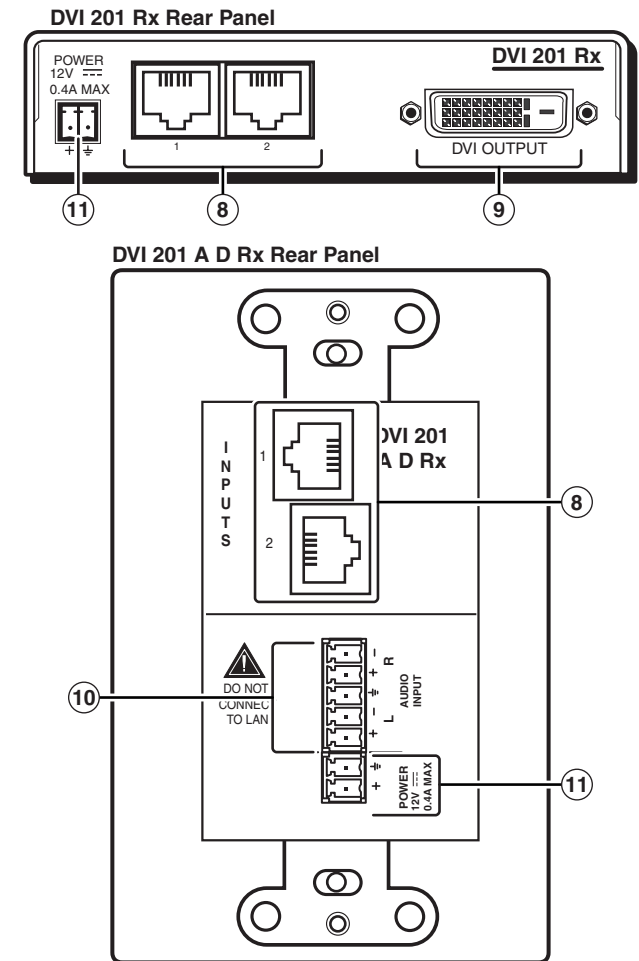 DVI 201 Rx Rear Panel
POWER
12V
0.4A MAX
DVI 201 Rx
1
2
DVI OUTPUT
+
11
8
9
DVI 201 A D Rx Rear Panel
INPUTS
1
2
DVI 201
A D Rx
8
DO NOT
CONNEC
TO LAN
10
- R
+
- L
+
AUDIO
INPUT
+
POWER
12V
0.4A MAX
11